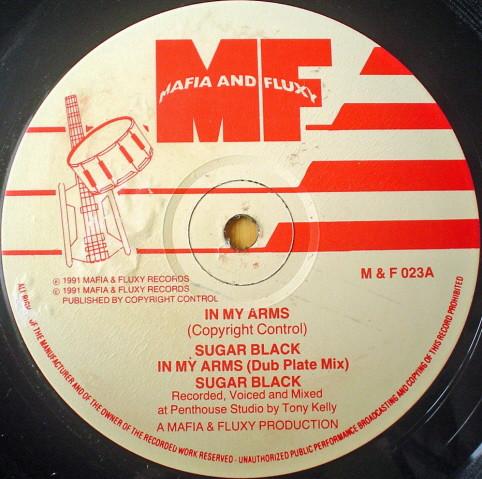 MF
MAFIA AND FLUXY
M & F 023A
℗ 1991 MAFIA & FLUXY RECORDS
© 1991 MAFIA & FLUXY RECORDS
PUBLISHED BY COPYRIGHT CONTROL
IN MY ARMS
(Copyright Control)
SUGAR BLACK
IN MY ARMS (Dub Plate Mix)
SUGAR BLACK
Recorded, Voiced and Mixed
at Penthouse Studio by Tony Kelly
A MAFIA & FLUXY PRODUCTION
ALL RIGHTS OF THE MANUFACTURER AND OF THE OWNER OF THE RECORDED WORK RESERVED - UNAUTHORIZED PUBLIC PERFORMANCE BROADCASTING AND COPYING OF THIS RECORD PROHIBITED